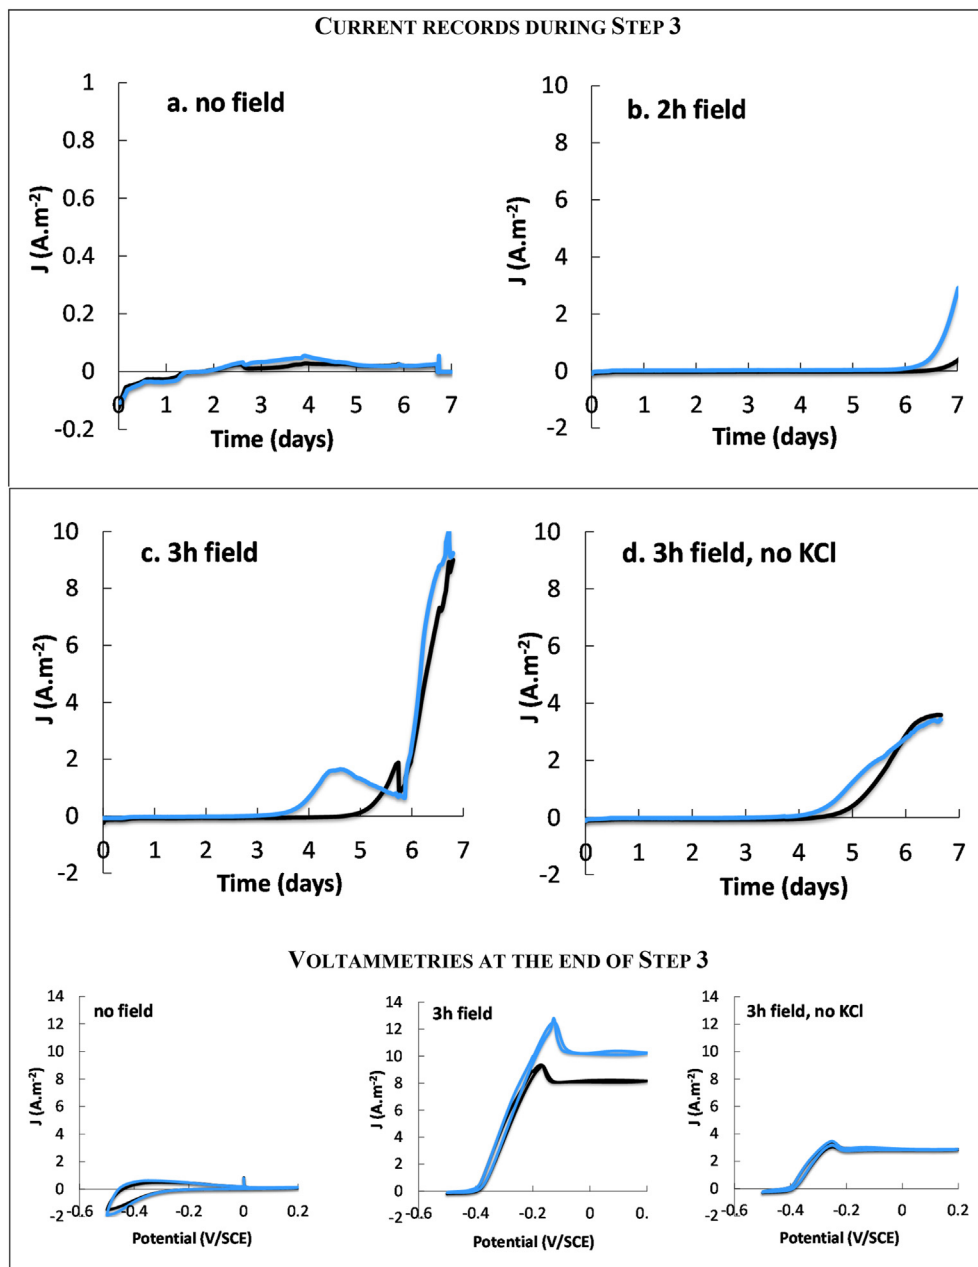 CURRENT RECORDS DURING STEP 3
a. no field
J (A.m-2)
1
0.8
0.6
0.4
0.2
0
-0.2
0 1 2 3 4 5 6 7
Time (days)
b. 2h field
J (A.m-2)
10
8
6
4
2
0
-2
0 1 2 3 4 5 6 7
Time (days)
c. 3h field
J (A.m-2)
10
8
6
4
2
0
-2
0 1 2 3 4 5 6 7
Time (days)
d. 3h field, no KCl
J (A.m-2)
10
8
6
4
2
0
-2
0 1 2 3 4 5 6 7
Time (days)
VOLTAMMETRIES AT THE END OF STEP 3
no field
J (A.m-2)
14
12
10
8
6
4
2
0
-2
-0.6 -0.4 -0.2 0 0.2
Potential (V/SCE)
3h field
J (A.m-2)
14
12
10
8
6
4
2
0
-2
-0.6 -0.4 -0.2 0 0.
Potential (V/SCE)
3h field, no KCl
J (A.m-2)
14
12
10
8
6
4
2
0
-2
-0.6 -0.4 -0.2 0 0.2
Potential (V/SCE)